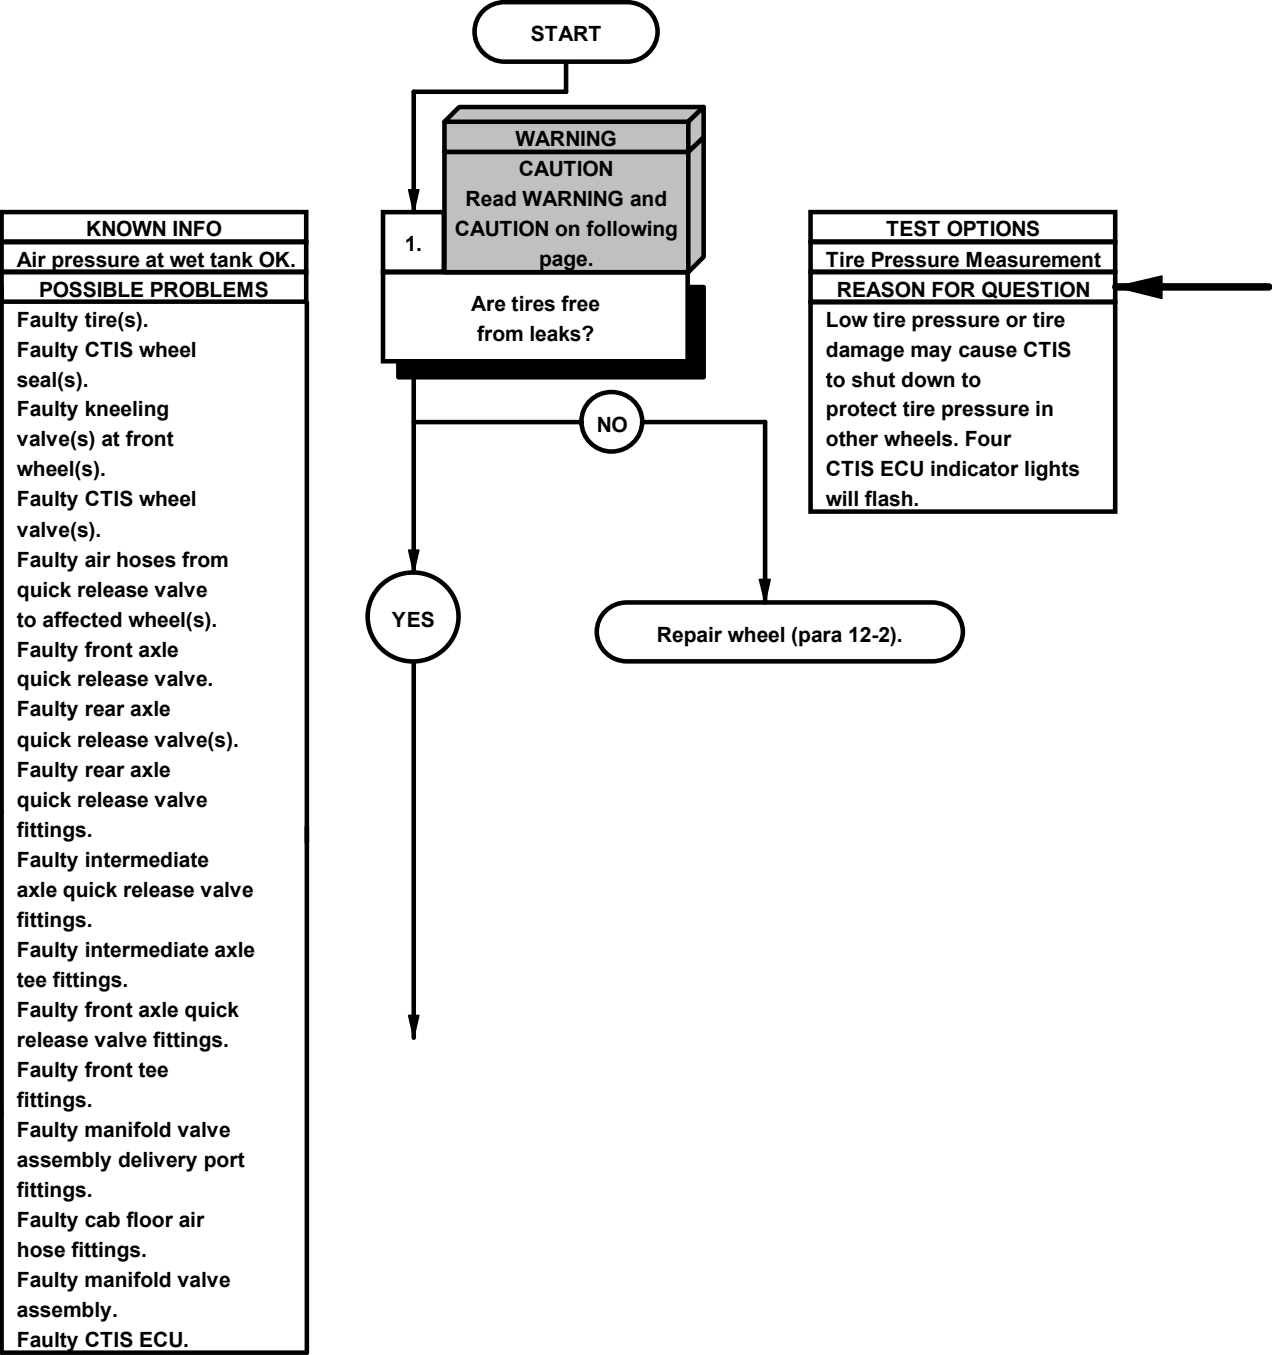 START
WARNING
CAUTION
Read WARNING and
CAUTION on following
page.
1.
Are tires free
from leaks?
KNOWN INFO
Air pressure at wet tank OK.
POSSIBLE PROBLEMS
Faulty tire(s).
Faulty CTIS wheel
seal(s).
Faulty kneeling
valve(s) at front
wheel(s).
Faulty CTIS wheel
valve(s).
Faulty air hoses from
quick release valve
to affected wheel(s).
Faulty front axle
quick release valve.
Faulty rear axle
quick release valve(s).
Faulty rear axle
quick release valve
fittings.
Faulty intermediate
axle quick release valve
fittings.
Faulty intermediate axle
tee fittings.
Faulty front axle quick
release valve fittings.
Faulty front tee
fittings.
Faulty manifold valve
assembly delivery port
fittings.
Faulty cab floor air
hose fittings.
Faulty manifold valve
assembly.
Faulty CTIS ECU.
TEST OPTIONS
Tire Pressure Measurement
REASON FOR QUESTION
Low tire pressure or tire
damage may cause CTIS
to shut down to
protect tire pressure in
other wheels. Four
CTIS ECU indicator lights
will flash.
NO
YES
Repair wheel (para 12-2).